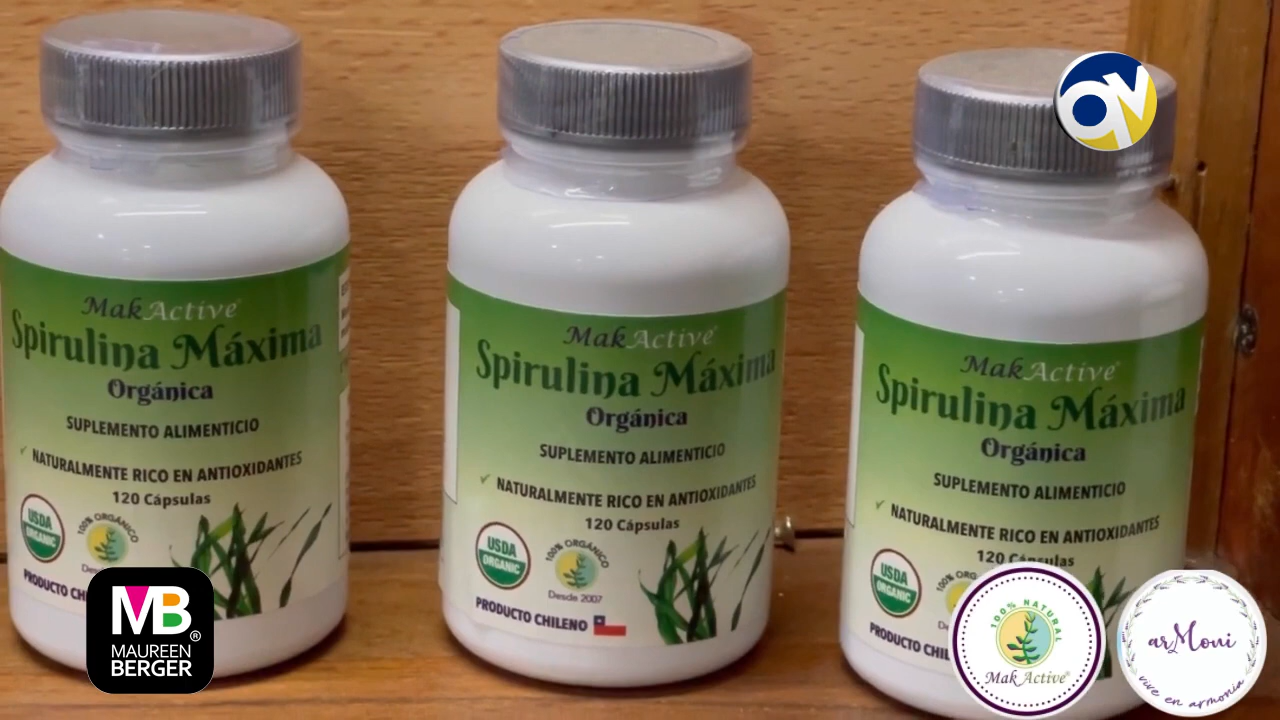 MakActive®
Spirulina Máxima
Orgánica
SUPLEMENTO ALIMENTICIO
✓ NATURALMENTE RICO EN ANTIOXIDANTES
120 Cápsulas
USDA
ORGANIC
100% ORGÁNICO
PRODUCTO
MakActive®
Spirulina Máxima
Orgánica
SUPLEMENTO ALIMENTICIO
✓ NATURALMENTE RICO EN ANTIOXIDANTES
120 Cápsulas
USDA
ORGANIC
100% ORGÁNICO
Desde 2007
PRODUCTO CHILENO
MakActive®
Spirulina Máxima
Orgánica
SUPLEMENTO ALIMENTICIO
✓ NATURALMENTE RICO EN ANTIOXIDANTES
120 Cápsulas
USDA
ORGANIC
PRODUCTO
OV
MB®
MAUREEN
BERGER
100% NATURAL
MakActive®
arMoni
vive en armonía